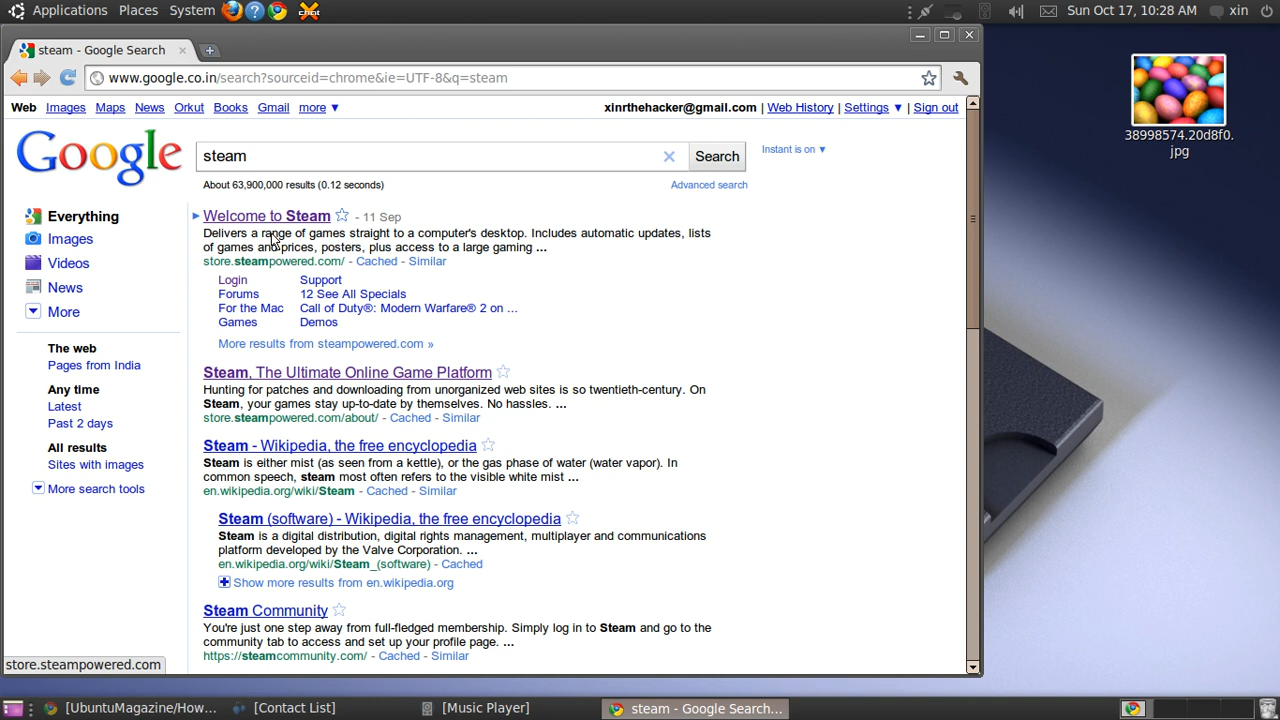 Applications Places System Sun Oct 17, 10:28 AM xin
steam - Google Search
www.google.co.in/search?sourceid=chrome&ie=UTF-8&q=steam
Web Images Maps News Orkut Books Gmail more ▼ xinrthehacker@gmail.com | Web History | Settings ▼ | Sign out
38998574.20d8f0.
jpg
Google
steam Search Instant is on ▼
About 63,900,000 results (0.12 seconds) Advanced search
Everything
Images
Videos
News
More
The web
Pages from India
Any time
Latest
Past 2 days
All results
Sites with images
More search tools
Welcome to Steam - 11 Sep
Delivers a range of games straight to a computer's desktop. Includes automatic updates, lists
of games and prices, posters, plus access to a large gaming ...
store.steampowered.com/ - Cached - Similar
Login Support
Forums 12 See All Specials
For the Mac Call of Duty®: Modern Warfare® 2 on ...
Games Demos
More results from steampowered.com »
Steam, The Ultimate Online Game Platform
Hunting for patches and downloading from unorganized web sites is so twentieth-century. On
Steam, your games stay up-to-date by themselves. No hassles. ...
store.steampowered.com/about/ - Cached - Similar
Steam - Wikipedia, the free encyclopedia
Steam is either mist (as seen from a kettle), or the gas phase of water (water vapor). In
common speech, steam most often refers to the visible white mist ...
en.wikipedia.org/wiki/Steam - Cached - Similar
Steam (software) - Wikipedia, the free encyclopedia
Steam is a digital distribution, digital rights management, multiplayer and communications
platform developed by the Valve Corporation. ...
en.wikipedia.org/wiki/Steam_(software) - Cached
Show more results from en.wikipedia.org
Steam Community
You're just one step away from full-fledged membership. Simply log in to Steam and go to the
community tab to access and set up your profile page. ...
https://steamcommunity.com/ - Cached - Similar
store.steampowered.com
[UbuntuMagazine/How... [Contact List] [Music Player] steam - Google Search...